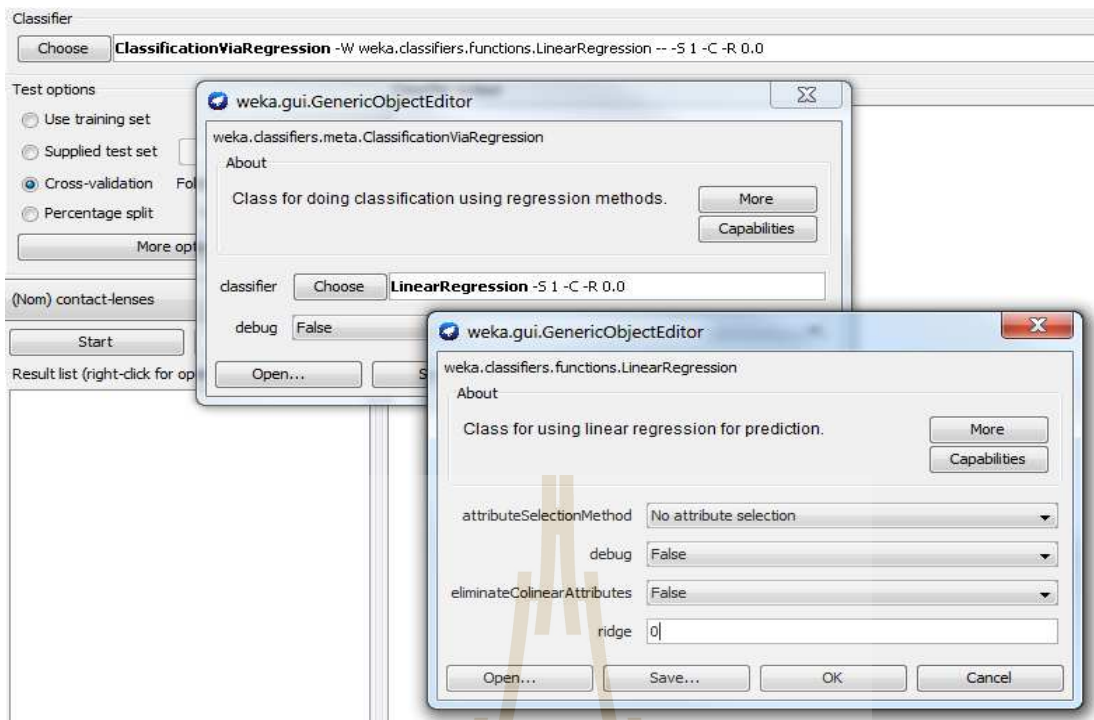 Classifier
Choose
ClassificationViaRegression -W weka.classifiers.functions.LinearRegression -- -S 1 -C -R 0.0
Test options
Use training set
Supplied test set
Cross-validation
Percentage split
(Nom) contact-lenses
Start
weka.gui.GenericObjectEditor
weka.classifiers.meta.ClassificationViaRegression
About
Class for doing classification using regression methods.
More
Capabilities
classifier
Choose
LinearRegression -S 1 -C -R 0.0
debug
False
Open...
weka.gui.GenericObjectEditor
weka.classifiers.functions.LinearRegression
About
Class for using linear regression for prediction.
More
Capabilities
attributeSelectionMethod
No attribute selection
debug
False
eliminateColinearAttributes
False
ridge
0
Open...
Save...
OK
Cancel
More
Result list (right-click for